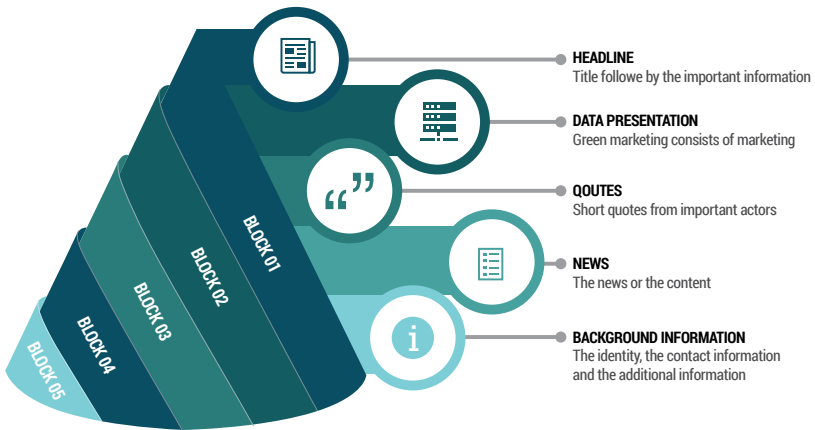 HEADLINE
Title followe by the important information
DATA PRESENTATION
Green marketing consists of marketing
QOUTES
Short quotes from important actors
NEWS
The news or the content
BACKGROUND INFORMATION
The identity, the contact information
and the additional information
BLOCK 01
BLOCK 02
BLOCK 03
BLOCK 04
BLOCK 05
“ ”
i